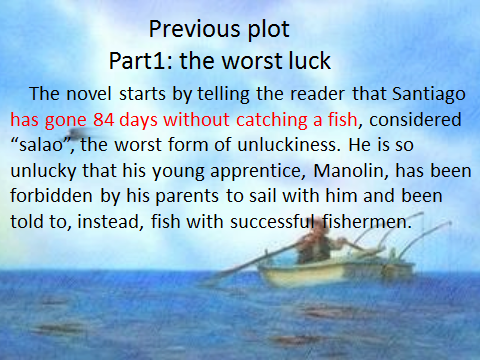 Previous plot
Part1: the worst luck
The novel starts by telling the reader that Santiago
has gone 84 days without catching a fish, considered
“salao”, the worst form of unluckiness. He is so
unlucky that his young apprentice, Manolin, has been
forbidden by his parents to sail with him and been
told to, instead, fish with successful fishermen.